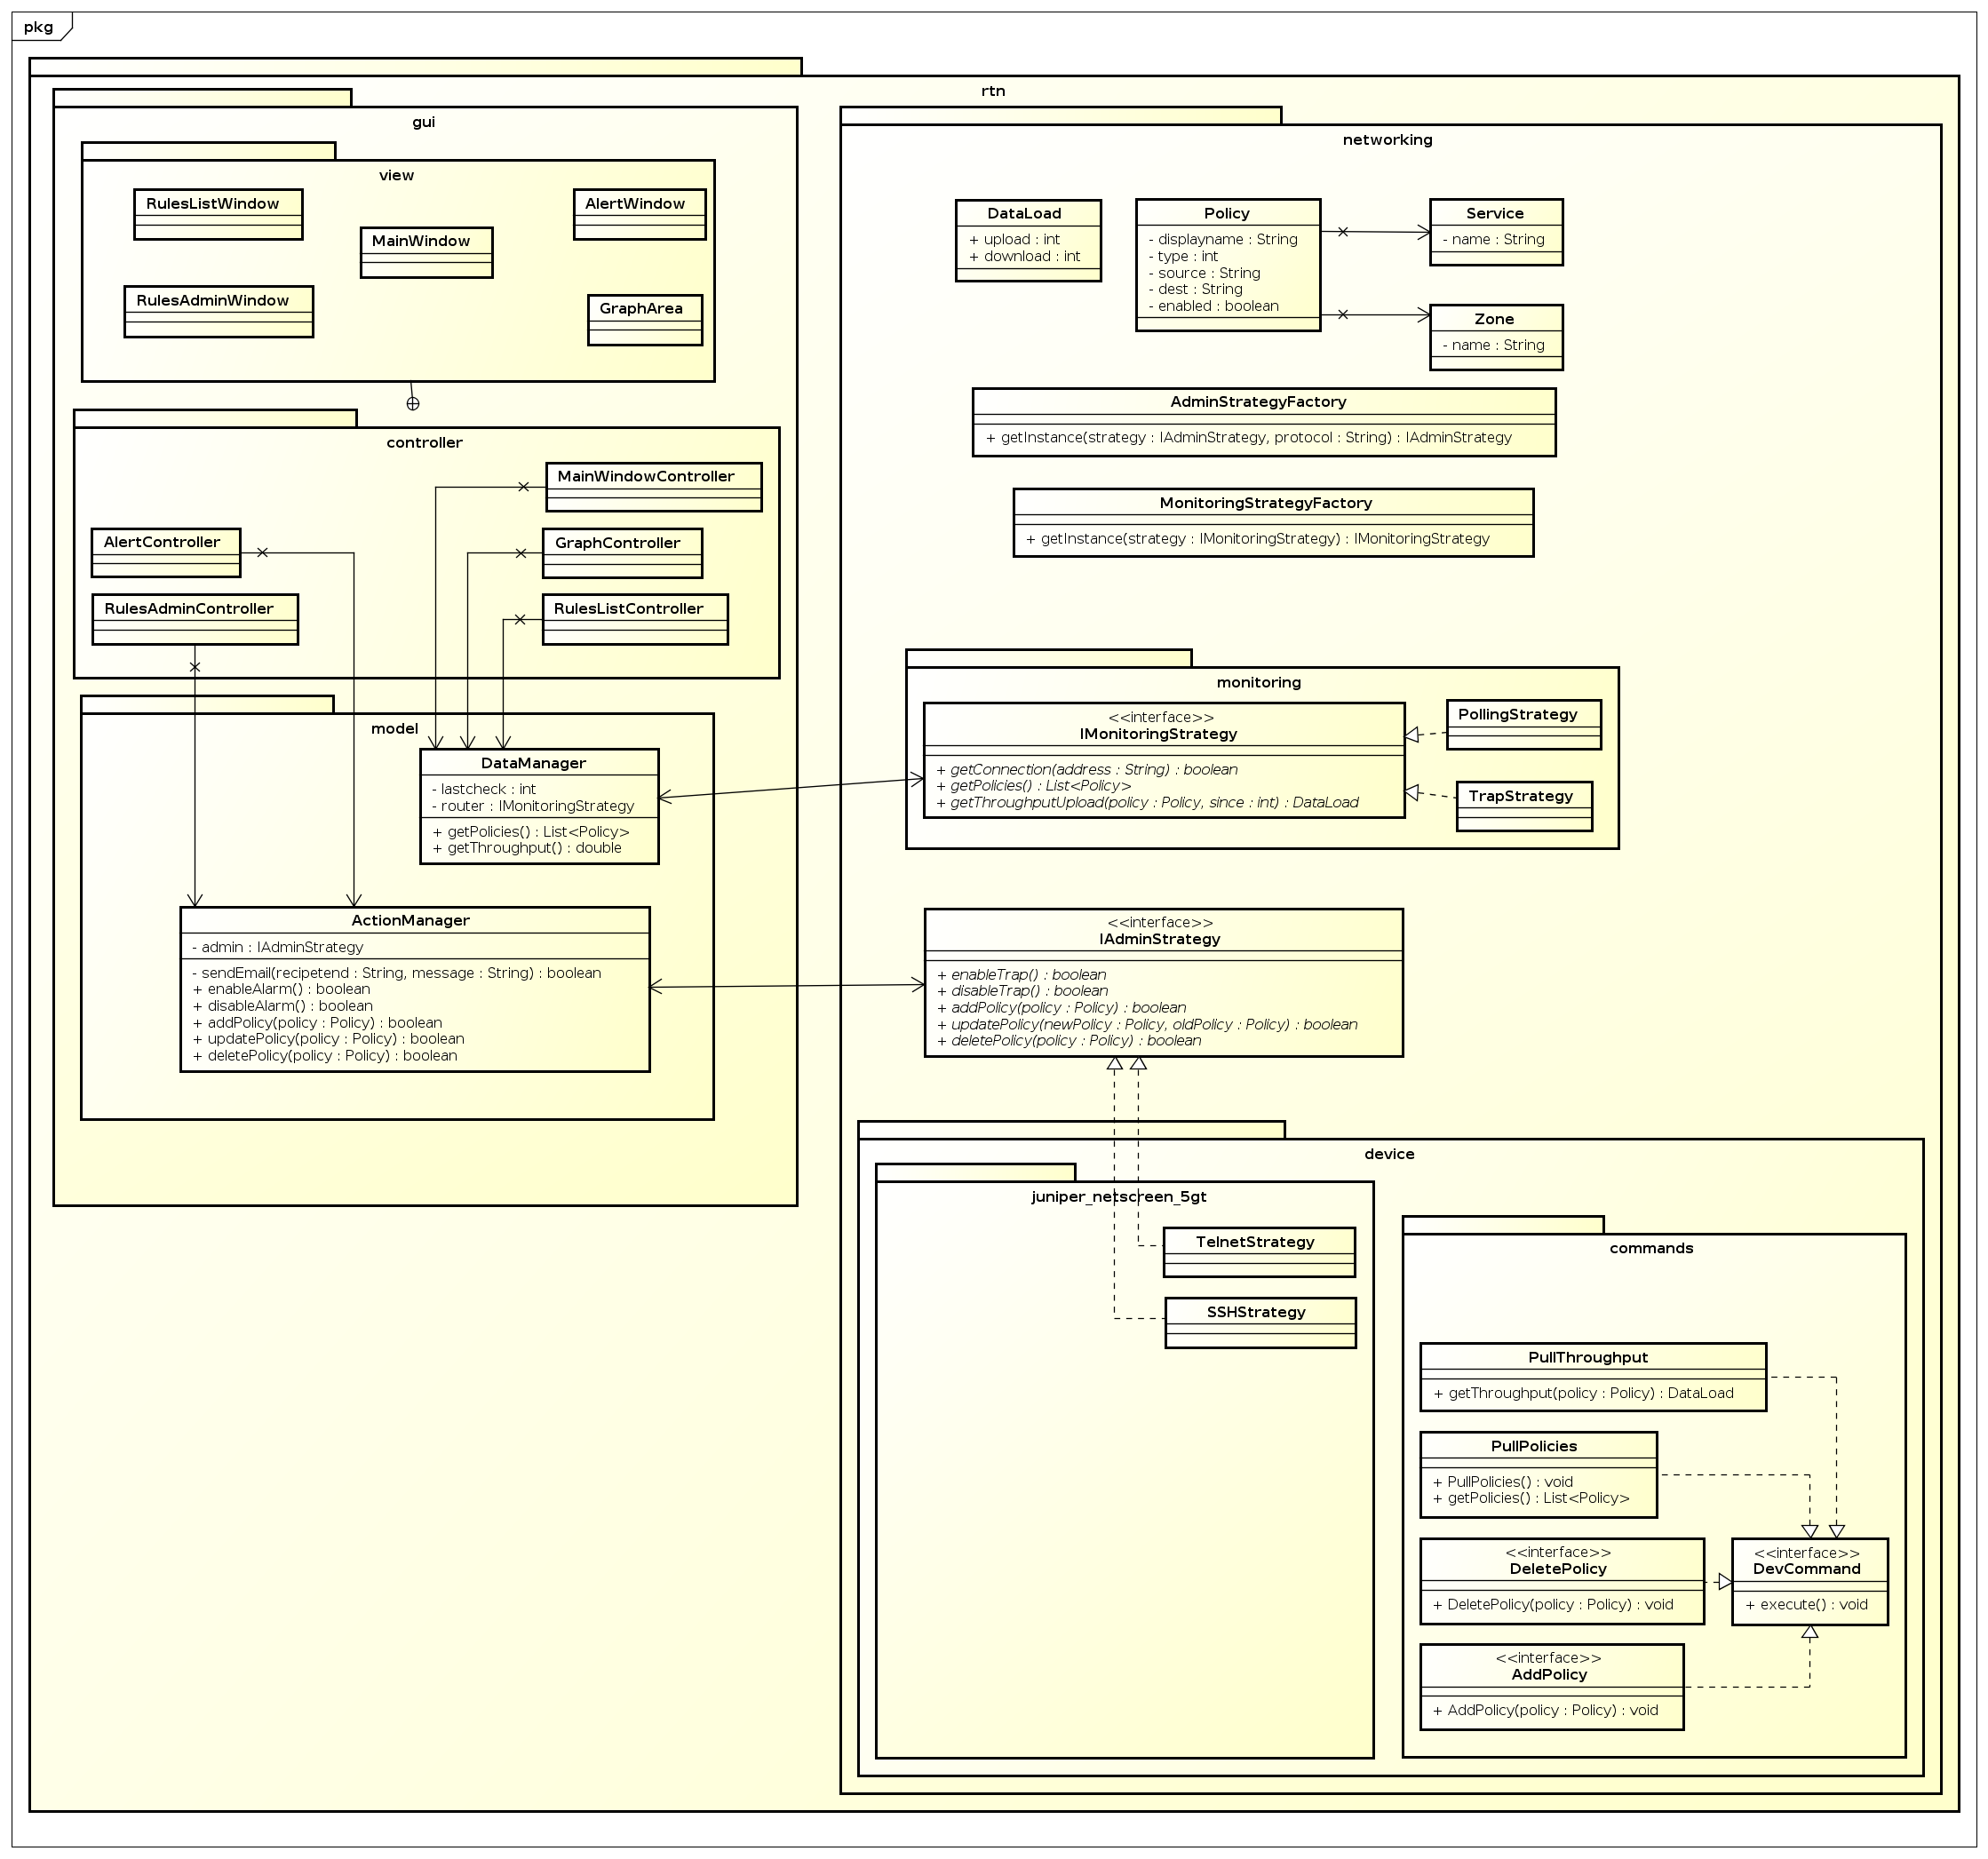 pkg
rtn
gui
view
RulesListWindow
AlertWindow
MainWindow
RulesAdminWindow
GraphArea
controller
MainWindowController
AlertController
GraphController
RulesAdminController
RulesListController
model
DataManager
- lastcheck : int
- router : IMonitoringStrategy
+ getPolicies() : List<Policy>
+ getThroughput() : double
ActionManager
- admin : IAdminStrategy
- sendEmail(recipetend : String, message : String) : boolean
+ enableAlarm() : boolean
+ disableAlarm() : boolean
+ addPolicy(policy : Policy) : boolean
+ updatePolicy(policy : Policy) : boolean
+ deletePolicy(policy : Policy) : boolean
networking
DataLoad
+ upload : int
+ download : int
Policy
- displayname : String
- type : int
- source : String
- dest : String
- enabled : boolean
Service
- name : String
Zone
- name : String
AdminStrategyFactory
+ getInstance(strategy : IAdminStrategy, protocol : String) : IAdminStrategy
MonitoringStrategyFactory
+ getInstance(strategy : IMonitoringStrategy) : IMonitoringStrategy
monitoring
<<interface>>
IMonitoringStrategy
+ getConnection(address : String) : boolean
+ getPolicies() : List<Policy>
+ getThroughputUpload(policy : Policy, since : int) : DataLoad
PollingStrategy
TrapStrategy
<<interface>>
IAdminStrategy
+ enableTrap() : boolean
+ disableTrap() : boolean
+ addPolicy(policy : Policy) : boolean
+ updatePolicy(newPolicy : Policy, oldPolicy : Policy) : boolean
+ deletePolicy(policy : Policy) : boolean
device
juniper_netscreen_5gt
TelnetStrategy
SSHStrategy
commands
PullThroughput
+ getThroughput(policy : Policy) : DataLoad
PullPolicies
+ PullPolicies() : void
+ getPolicies() : List<Policy>
<<interface>>
DeletePolicy
+ DeletePolicy(policy : Policy) : void
<<interface>>
DevCommand
+ execute() : void
<<interface>>
AddPolicy
+ AddPolicy(policy : Policy) : void